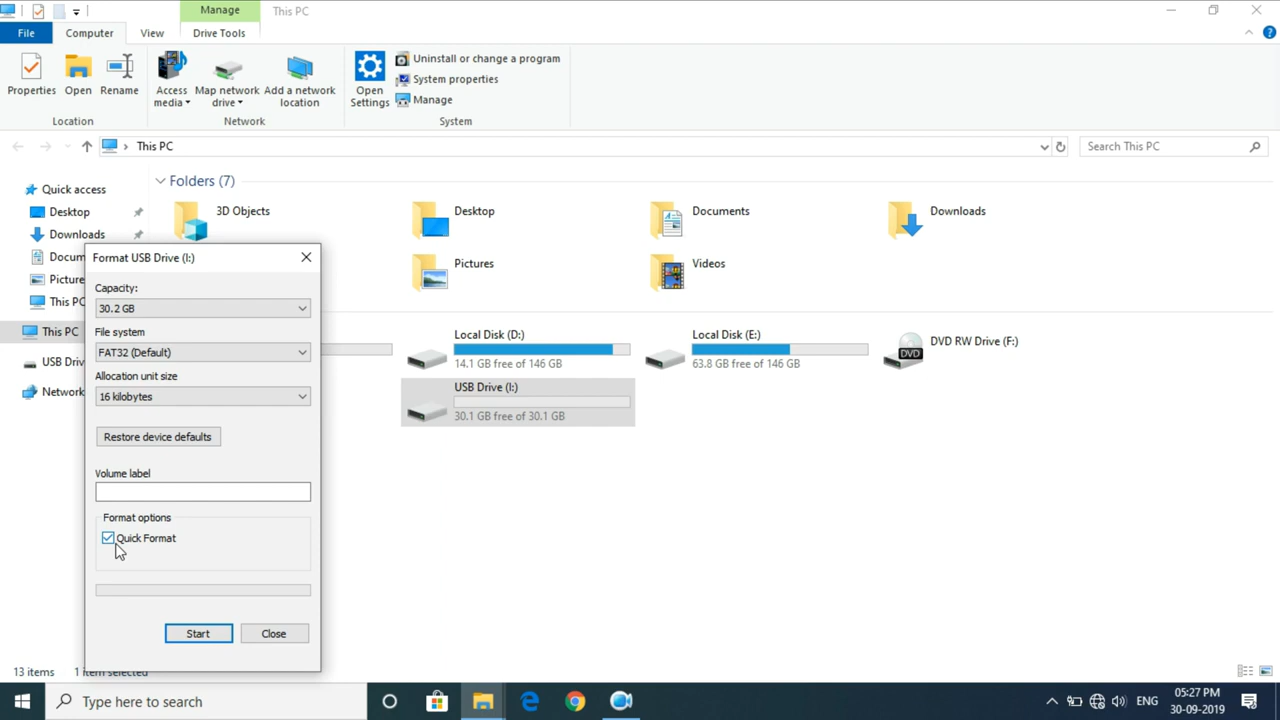 Manage
This PC
File
Computer
View
Drive Tools
Properties
Open
Rename
Access media
Map network drive
Add a network location
Open Settings
Uninstall or change a program
System properties
Manage
Location
Network
System
This PC
Search This PC
Quick access
Desktop
Downloads
Docum
Picture
This PC
This PC
USB Driv
Network
Folders (7)
3D Objects
Desktop
Documents
Downloads
Pictures
Videos
Local Disk (D:)
14.1 GB free of 146 GB
Local Disk (E:)
63.8 GB free of 146 GB
DVD RW Drive (F:)
DVD
USB Drive (I:)
30.1 GB free of 30.1 GB
Format USB Drive (I:)
Capacity:
30.2 GB
File system
FAT32 (Default)
Allocation unit size
16 kilobytes
Restore device defaults
Volume label
Format options
Quick Format
Start
Close
13 items
1 item selected
Type here to search
ENG
05:27 PM
30-09-2019